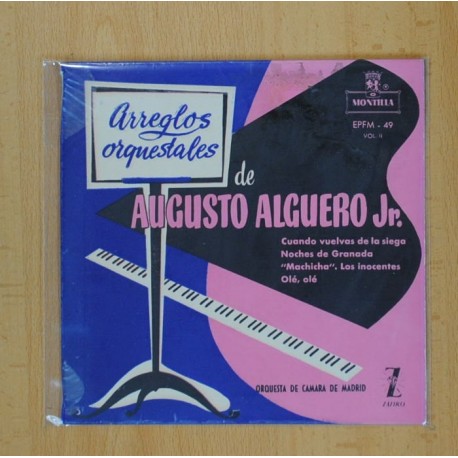 MONTILLA
EPFM - 49
VOL. II
Arreglos
orquestales
de
AUGUSTO ALGUERO Jr.
Cuando vuelvas de la siega
Noches de Granada
"Machicha". Los inocentes
Olé, olé
ORQUESTA DE CAMARA DE MADRID
ZAFIRO